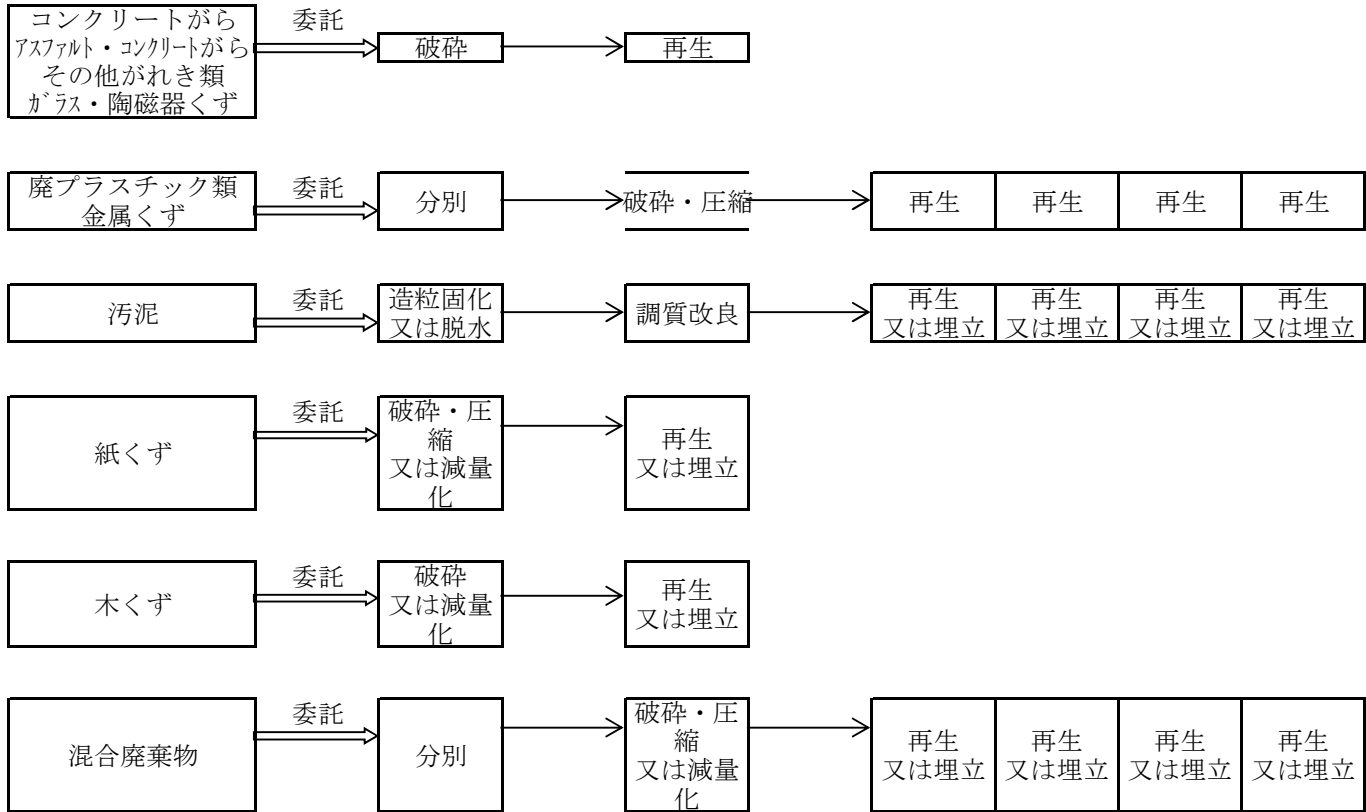 コンクリートがら
アスファルト・コンクリートがら
その他がれき類
ガラス・陶磁器くず
委託
破砕
再生
廃プラスチック類
金属くず
委託
分別
破砕・圧縮
再生
再生
再生
再生
汚泥
委託
造粒固化
又は脱水
調質改良
再生
又は埋立
再生
又は埋立
再生
又は埋立
再生
又は埋立
紙くず
委託
破砕・圧
縮
又は減量
化
再生
又は埋立
木くず
委託
破砕
又は減量
化
再生
又は埋立
混合廃棄物
委託
分別
破砕・圧
縮
又は減量
化
再生
又は埋立
再生
又は埋立
再生
又は埋立
再生
又は埋立